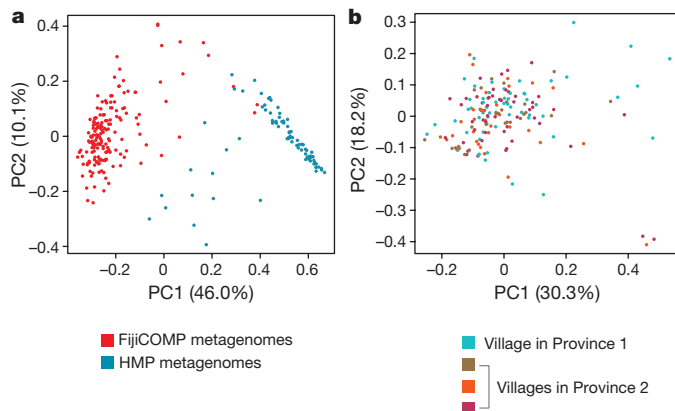 a
0.4
0.2
0
−0.2
−0.4
PC2 (10.1%)
−0.2 0 0.2 0.4 0.6
PC1 (46.0%)
FijiCOMP metagenomes
HMP metagenomes
b
0.3
0.2
0.1
0
−0.1
−0.2
−0.3
−0.4
PC2 (18.2%)
−0.2 0 0.2 0.4
PC1 (30.3%)
Village in Province 1
Villages in Province 2